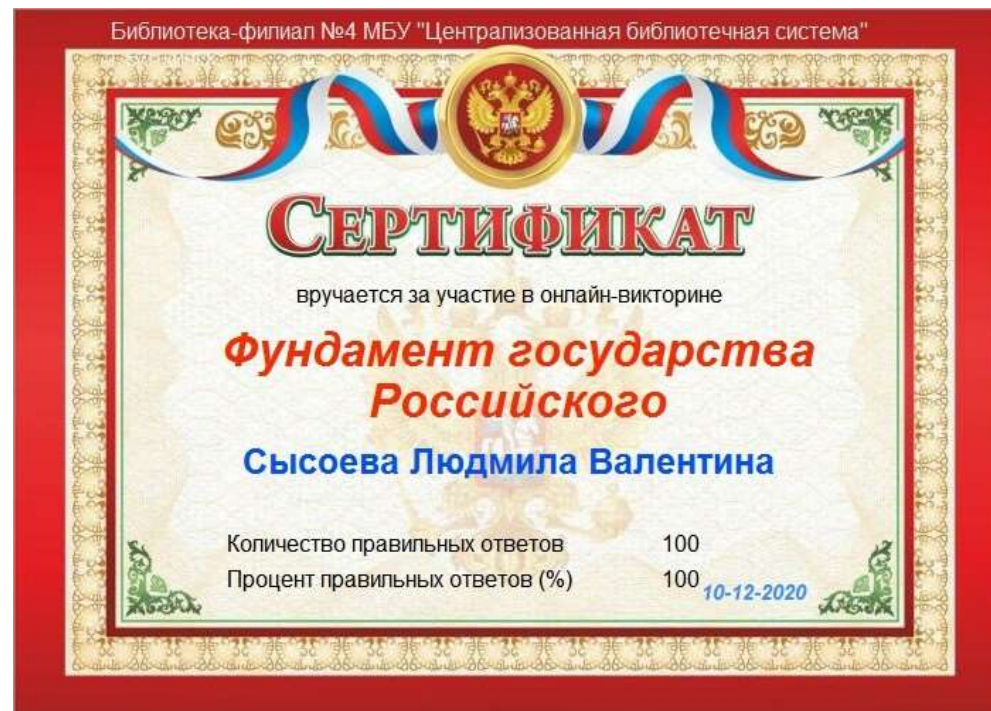 Библиотека-филиал №4 МБУ "Централизованная библиотечная система"
СЕРТИФИКАТ
вручается за участие в онлайн-викторине
Фундамент государства
Российского
Сысоева Людмила Валентина
Количество правильных ответов 100
Процент правильных ответов (%) 100
10-12-2020